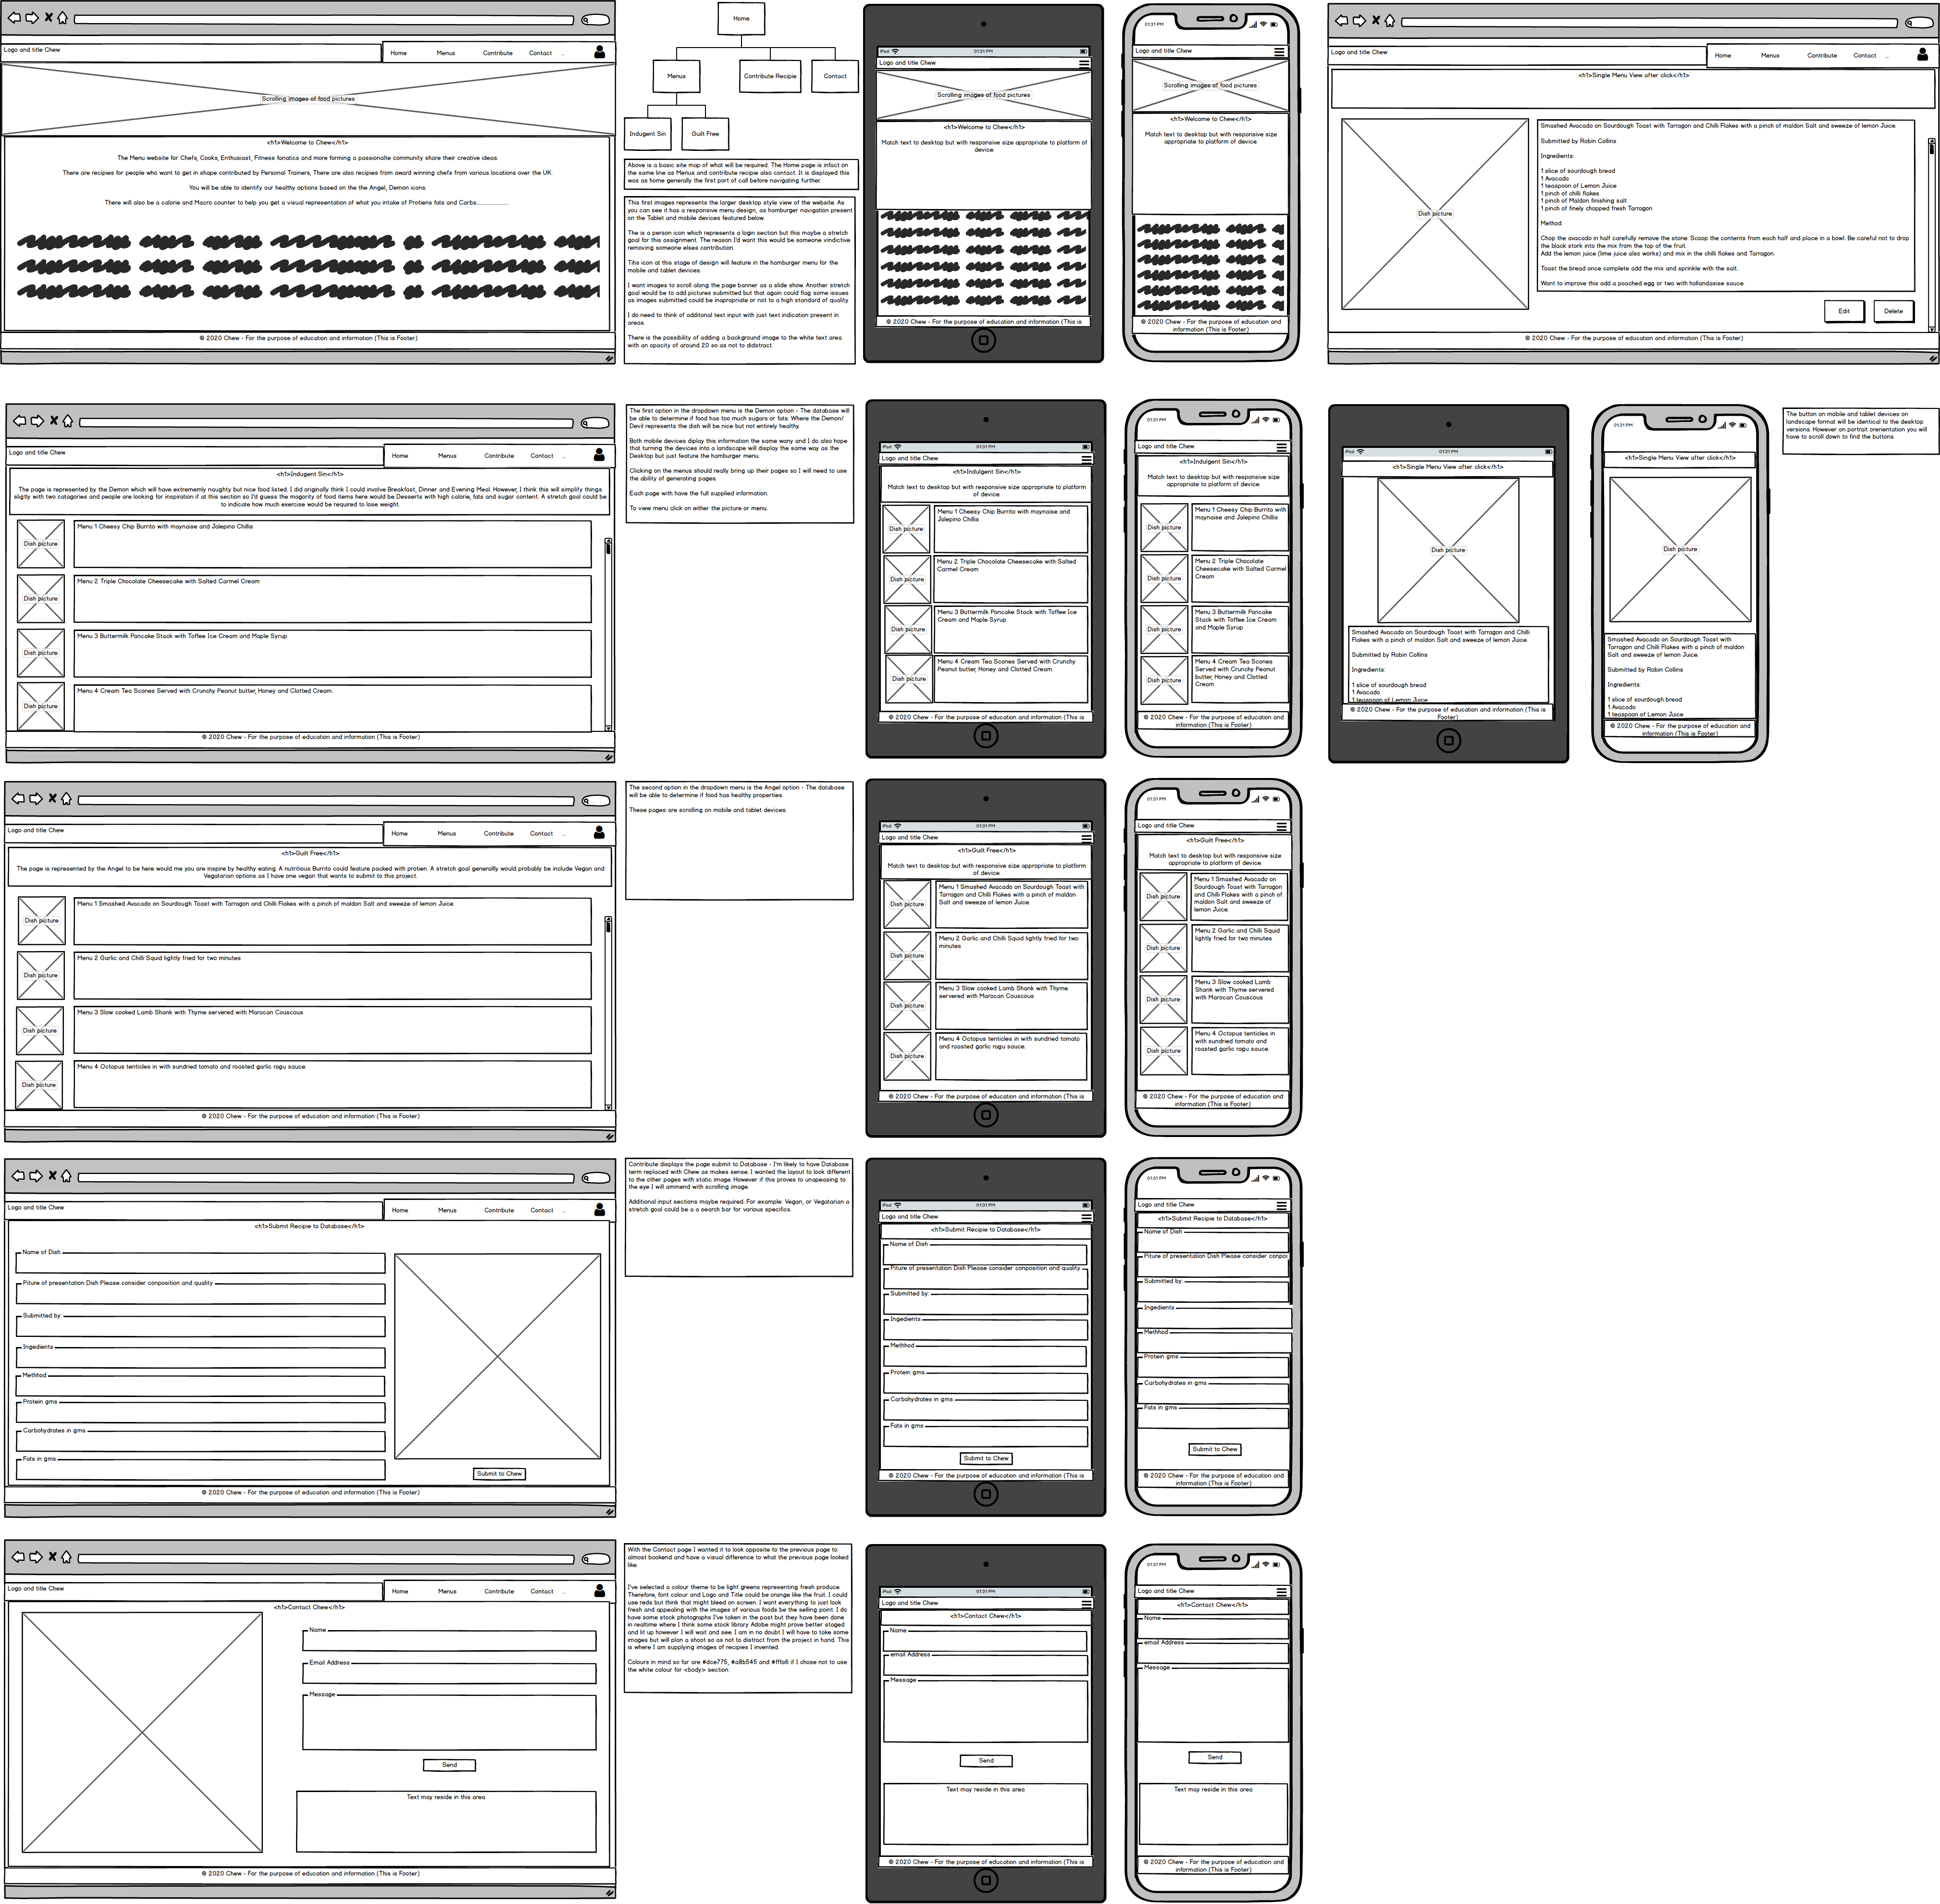 Logo and title Chew
Home Menus Contribute Contact ...
Scrolling images of food pictures
<h1>Welcome to Chew</h1>
The Menu website for Chefs, Cooks, Enthusiast, Fitness fanatics and more forming a passionalte community share their creative ideas.
There are recipies for people who want to get in shape contributed by Personal Trainers, There are also recipies from award winning chefs from various locations over the UK.
You will be able to identify our healthy options based on the the Angel, Demon icons.
There will also be a calorie and Macro counter to help you get a visual representation of what you intake of Protiens fats and Carbs......................
© 2020 Chew - For the purpose of education and information (This is Footer)
Home
Menus
Contribute Recipie
Contact
Indugent Sin
Guilt Free
Above is a basic site map of what will be required. The Home page is infact on
the same line as Menus and contribute recipie also contact. It is displayed this
was as home generally the first port of call before navigating further.
This first images represents the larger desktop style view of the website. As
you can see it has a responsive menu design, as hamburger navigation present
on the Tablet and mobile devices featured below.
The is a person icon which represents a login section but this maybe a stretch
goal for this assignment. The reason I'd want this would be someone vindictive
removing someone elses contribution.
Tihs icon at this stage of design will feature in the hamburger menu for the
mobile and tablet devices.
I want images to scroll along the page banner as a slide show. Another stretch
goal would be to add pictures submitted but that again could flag some issues
as images submitted could be inapropriate or not to a high standard of quality.
I do need to think of additonal text input with just text indication present in
areas.
There is the possibility of adding a background image to the white text area
with an opacity of around 20 so as not to didstract.
iPod 01:31 PM
Logo and title Chew
Scrolling images of food pictures
<h1>Welcome to Chew</h1>
Match text to desktop but with responsive size appropriate to platform of
device.
© 2020 Chew - For the purpose of education and information (This is
01:31 PM
Logo and title Chew
Scrolling images of food pictures
<h1>Welcome to Chew</h1>
Match text to desktop but with responsive size
appropriate to platform of device.
© 2020 Chew - For the purpose of education and
information (This is Footer)
Logo and title Chew
Home Menus Contribute Contact ...
<h1>Single Menu View after click</h1>
Dish picture
Smashed Avacado on Sourdough Toast with Tarragon and Chilli Flakes with a pinch of maldon Salt and sweeze of lemon Juice.
Submitted by Robin Collins
Ingredients:
1 slice of sourdough bread
1 Avacado
1 teaspoon of Lemon Juice
1 pinch of chilli flakes
1 pinch of Maldon finishing salt
1 pinch of finely chopped fresh Tarragon
Method:
Chop the avacado in half carefully remove the stone. Scoop the contents from each half and place in a bowl. Be careful not to drop
the black stork into the mix from the top of the fruit.
Add the lemon juice (lime juice also works) and mix in the chilli flakes and Tarragon.
Toast the bread once complete add the mix and sprinkle with the salt.
Want to improve this add a poached egg or two with hollandasise sauce.
Edit
Delete
© 2020 Chew - For the purpose of education and information (This is Footer)
Logo and title Chew
Home Menus Contribute Contact ...
<h1>Indugent Sin</h1>
The page is represented by the Demon which will have extrememly naughty but nice food listed. I did originally think I could involve Breakfast, Dinner and Evening Meal. However, I think this will simplify things
sligtly with two catagories and people are looking for inspiration if at this section so I'd guess the magority of food items here would be Desserts with high calorie, fats and sugar content. A stretch goal could be
to indicate how much exercise would be required to lose weight.
Dish picture
Menu 1 Cheesy Chip Burrito with maynaise and Jalepino Chillis
Dish picture
Menu 2 Triple Chocolate Cheesecake with Salted Carmel Cream
Dish picture
Menu 3 Buttermilk Pancake Stack with Toffee Ice Cream and Maple Syrup
Dish picture
Menu 4 Cream Tea Scones Served with Crunchy Peanut butter, Honey and Clotted Cream.
© 2020 Chew - For the purpose of education and information (This is Footer)
The first option in the dropdown menu is the Demon option - The database will
be able to determine if food has too much sugars or fats. Where the Demon/
Devil represents the dish will be nice but not entirely healthy.
Both mobile devices diplay this information the same wany and I do also hope
that turning the devices into a landscape will display the same way as the
Desktop but just feature the hamburger menu.
Clicking on the menus should really bring up their pages so I will need to use
the ability of generating pages.
Each page with have the full supplied information.
To view menu click on either the picture or menu.
iPod 01:31 PM
Logo and title Chew
<h1>Indulgent Sin</h1>
Match text to desktop but with responsive size appropriate to platform
of device.
Dish picture
Menu 1 Cheesy Chip Burrito with maynaise and
Jalepino Chillis
Dish picture
Menu 2 Triple Chocolate Cheesecake with Salted
Carmel Cream
Dish picture
Menu 3 Buttermilk Pancake Stack with Toffee Ice
Cream and Maple Syrup
Dish picture
Menu 4 Cream Tea Scones Served with Crunchy
Peanut butter, Honey and Clotted Cream.
© 2020 Chew - For the purpose of education and information (This is
01:31 PM
Logo and title Chew
<h1>Indulgent Sin</h1>
Match text to desktop but with responsive size
appropriate to platform of device.
Dish picture
Menu 1 Cheesy Chip Burrito with
maynaise and Jalepino Chillis
Dish picture
Menu 2 Triple Chocolate
Cheesecake with Salted Carmel
Cream
Dish picture
Menu 3 Buttermilk Pancake
Stack with Toffee Ice Cream
and Maple Syrup
Dish picture
Menu 4 Cream Tea Scones
Served with Crunchy Peanut
butter, Honey and Clotted
Cream.
© 2020 Chew - For the purpose of education and
information (This is Footer)
iPod 01:31 PM
<h1>Single Menu View after click</h1>
Dish picture
Smashed Avacado on Sourdough Toast with Tarragon and Chilli
Flakes with a pinch of maldon Salt and sweeze of lemon Juice.
Submitted by Robin Collins
Ingredients:
1 slice of sourdough bread
1 Avacado
1 teaspoon of Lemon Juice
© 2020 Chew - For the purpose of education and information (This is
Footer)
01:31 PM
<h1>Single Menu View after click</h1>
Dish picture
Smashed Avacado on Sourdough Toast with
Tarragon and Chilli Flakes with a pinch of maldon
Salt and sweeze of lemon Juice.
Submitted by Robin Collins
Ingredients:
1 slice of sourdough bread
1 Avacado
1 teaspoon of Lemon Juice
© 2020 Chew - For the purpose of education and
information (This is Footer)
The button on mobile and tablet devices on
landscape format will be identical to the desktop
versions. However on portrait orerientation you will
have to scroll down to find the buttons.
Logo and title Chew
Home Menus Contribute Contact ...
<h1>Guilt Free</h1>
The page is represented by the Angel to be here would me you are inspire by healthy eating. A nutritious Burrito could feature packed with protien. A stretch goal generallly would probably be include Vegan and
Vegatarian options as I have one vegan that wants to submit to this project.
Dish picture
Menu 1 Smashed Avacado on Sourdough Toast with Tarragon and Chilli Flakes with a pinch of maldon Salt and sweeze of lemon Juice.
Dish picture
Menu 2 Garlic and Chilli Squid lightly fried for two minutes
Dish picture
Menu 3 Slow cooked Lamb Shank with Thyme servered with Marocan Couscous
Dish picture
Menu 4 Octopus tenticles in with sundried tomato and roasted garlic ragu sauce.
© 2020 Chew - For the purpose of education and information (This is Footer)
The second option in the dropdown menu is the Angel option - The database
will be able to determine if food has healthy properties.
These pages are scrolling on mobile and tablet devices.
iPod 01:31 PM
Logo and title Chew
<h1>Guilt Free</h1>
Match text to desktop but with responsive size appropriate to platform
of device.
Dish picture
Menu 1 Smashed Avacado on Sourdough Toast with
Tarragon and Chilli Flakes with a pinch of maldon
Salt and sweeze of lemon Juice.
Dish picture
Menu 2 Garlic and Chilli Squid lightly fried for two
minutes
Dish picture
Menu 3 Slow cooked Lamb Shank with Thyme
servered with Marocan Couscous
Dish picture
Menu 4 Octopus tenticles in with sundried tomato
and roasted garlic ragu sauce.
© 2020 Chew - For the purpose of education and information (This is
01:31 PM
Logo and title Chew
<h1>Guilt Free</h1>
Match text to desktop but with responsive size
appropriate to platform of device.
Dish picture
Menu 1 Smashed Avacado on
Sourdough Toast with Tarragon
and Chilli Flakes with a pinch of
maldon Salt and sweeze of
lemon Juice.
Dish picture
Menu 2 Garlic and Chilli Squid
lightly fried for two minutes
Dish picture
Menu 3 Slow cooked Lamb
Shank with Thyme servered
with Marocan Couscous
Dish picture
Menu 4 Octopus tenticles in
with sundried tomato and
roasted garlic ragu sauce.
© 2020 Chew - For the purpose of education and
information (This is Footer)
Logo and title Chew
Home Menus Contribute Contact ...
<h1>Submit Recipie to Database</h1>
Name of Dish
Piture of presentation Dish Please consider conposition and quality
Submitted by:
Ingedients
Methhod
Protein gms
Carbohydrates in gms
Fats in gms
Submit to Chew
© 2020 Chew - For the purpose of education and information (This is Footer)
Contribute displays the page submit to Database - I'm likely to have Database
term replaced with Chew as makes sense. I wanted the layout to look different
to the other pages with static image. However if this proves to unapeasing to
the eye I will ammend with scrolling image.
Additional input sections maybe required. For example: Vegan, or Vegatarian a
stretch goal could be a a search bar for various specifics.
iPod 01:31 PM
Logo and title Chew
<h1>Submit Recipie to Database</h1>
Name of Dish
Piture of presentation Dish Please consider conposition and quality
Submitted by:
Ingedients
Methhod
Protein gms
Carbohydrates in gms
Fats in gms
Submit to Chew
© 2020 Chew - For the purpose of education and information (This is
01:31 PM
Logo and title Chew
<h1>Submit Recipie to Database</h1>
Name of Dish
Piture of presentation Dish Please consider conpos
Submitted by:
Ingedients
Methhod
Protein gms
Carbohydrates in gms
Fats in gms
Submit to Chew
© 2020 Chew - For the purpose of education and
information (This is Footer)
Logo and title Chew
Home Menus Contribute Contact ...
<h1>Contact Chew</h1>
Name
Email Address
Message
Send
Text may reside in this area
© 2020 Chew - For the purpose of education and information (This is Footer)
With the Contact page I wanted it to look opposite to the previous page to
almost bookend and have a visual difference to what the previous page looked
like.
I've selected a colour theme to be light greens representing fresh produce.
Therefore, font colour and Logo and Title could be orange like the fruit. I could
use reds but think that might bleed on screen. I want everything to just look
fresh and appealing with the images of various foods be the selling point. I do
have some stock photographs I've taken in the past but they have been done
in realtime where I think some stock library Adobe might prove better staged
and lit up however I will wait and see. I am in no doubt I will have to take some
images but will plan a shoot so as not to distract from the project in hand. This
is where I am supplying images of recipies I invented.
Colours in mind so far are #dce775, #a8b545 and #fffa6 if I chose not to use
the white colour for <body> section.
iPod 01:31 PM
Logo and title Chew
<h1>Contact Chew</h1>
Name
email Address
Message
Send
Text may reside in this area
© 2020 Chew - For the purpose of education and information (This is
01:31 PM
Logo and title Chew
<h1>Contact Chew</h1>
Name
email Address
Message
Send
Text may reside in this area
© 2020 Chew - For the purpose of education and
information (This is Footer)